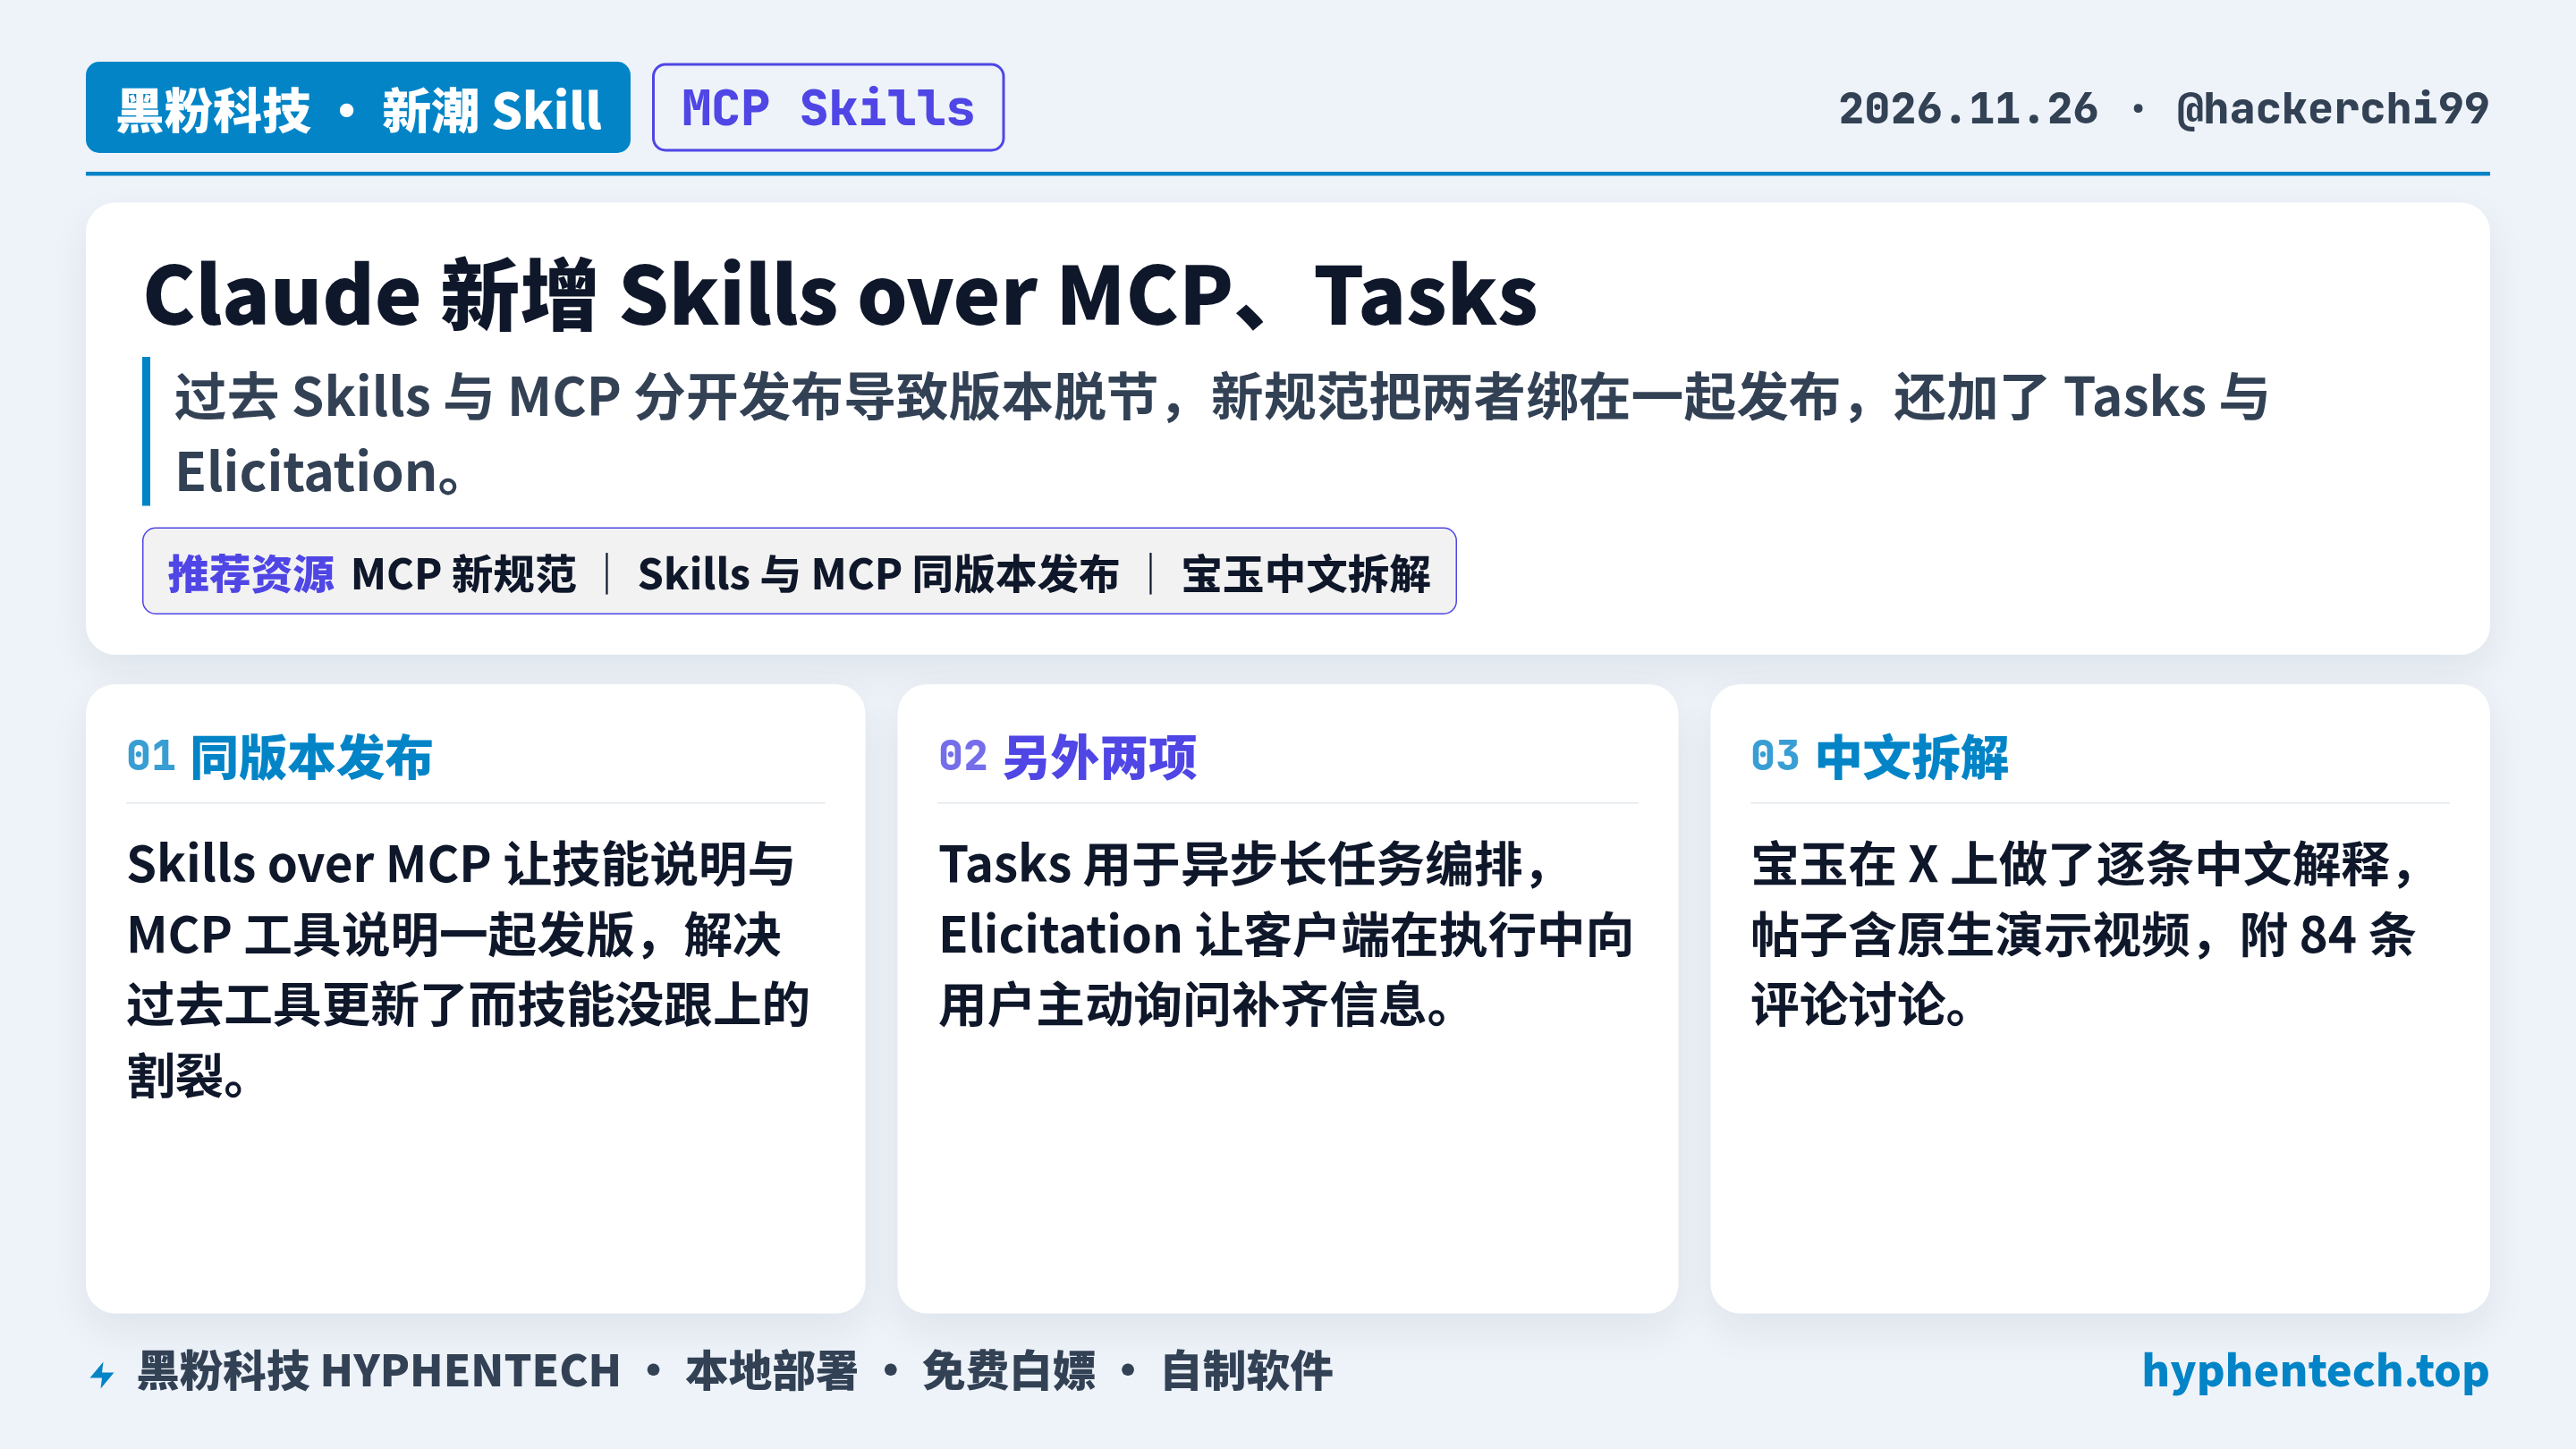 黑粉科技 · 新潮 Skill
MCP Skills
2026.11.26 · @hackerchi99
Claude 新增 Skills over MCP、Tasks
过去 Skills 与 MCP 分开发布导致版本脱节，新规范把两者绑在一起发布，还加了 Tasks 与
Elicitation。
推荐资源 MCP 新规范 ｜ Skills 与 MCP 同版本发布 ｜ 宝玉中文拆解
01 同版本发布
Skills over MCP 让技能说明与
MCP 工具说明一起发版，解决
过去工具更新了而技能没跟上的
割裂。
02 另外两项
Tasks 用于异步长任务编排，
Elicitation 让客户端在执行中向
用户主动询问补齐信息。
03 中文拆解
宝玉在 X 上做了逐条中文解释，
帖子含原生演示视频，附 84 条
评论讨论。
黑粉科技 HYPHENTECH · 本地部署 · 免费白嫖 · 自制软件
hyphentech.top